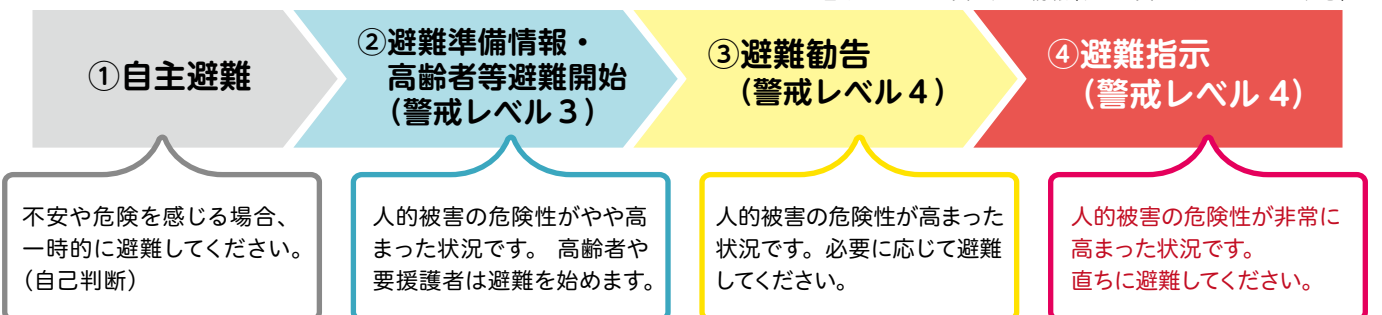 ①自主避難
②避難準備情報・
高齢者等避難開始
(警戒レベル3)
③避難勧告
(警戒レベル4)
④避難指示
(警戒レベル4)
不安や危険を感じる場合、
一時的に避難してください。
(自己判断)
人的被害の危険性がやや高
まった状況です。 高齢者や
要援護者は避難を始めます。
人的被害の危険性が高まった
状況です。必要に応じて避難
してください。
人的被害の危険性が非常に
高まった状況です。
直ちに避難してください。